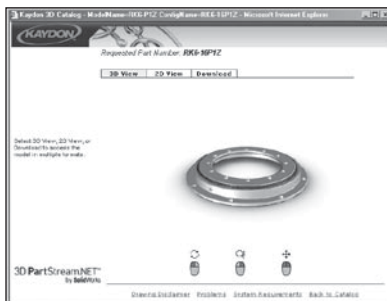 Kaydon 3D Catalog - ModelName=RK6-P1Z ConfigName=RK6-16P1Z - Microsoft Internet Explorer
KAYDON
Requested Part Number: RK6-16P1Z
3D View 2D View Download
Select 3D View, 2D View, or
Download to access the
model in multiple formats.
3D PartStream.NET™
by SolidWorks
Drawing Disclaimer Problems System Requirements Back to Catalog